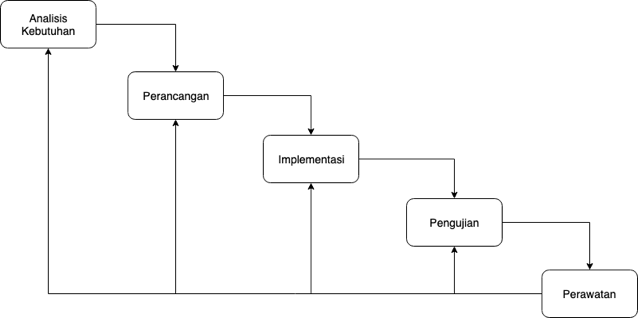 Analisis
Kebutuhan
Perancangan
Implementasi
Pengujian
Perawatan